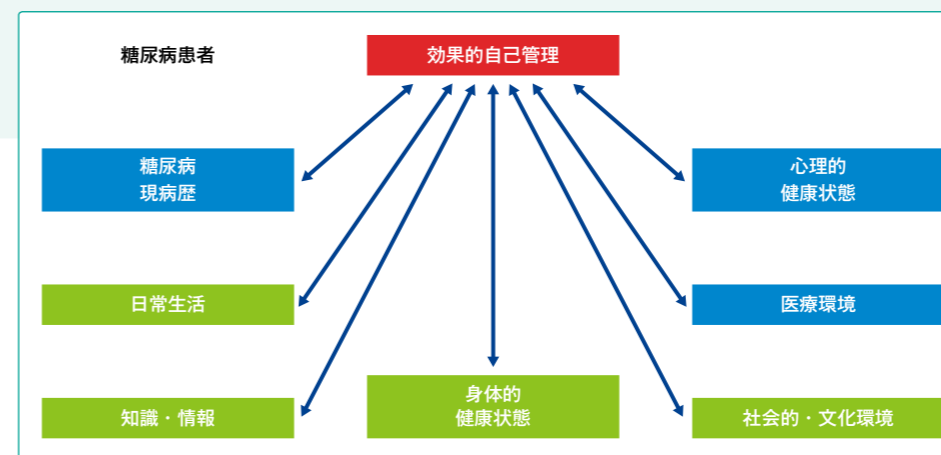 糖尿病患者
効果的自己管理
糖尿病
現病歴
心理的
健康状態
日常生活
医療環境
知識・情報
身体的
健康状態
社会的・文化環境